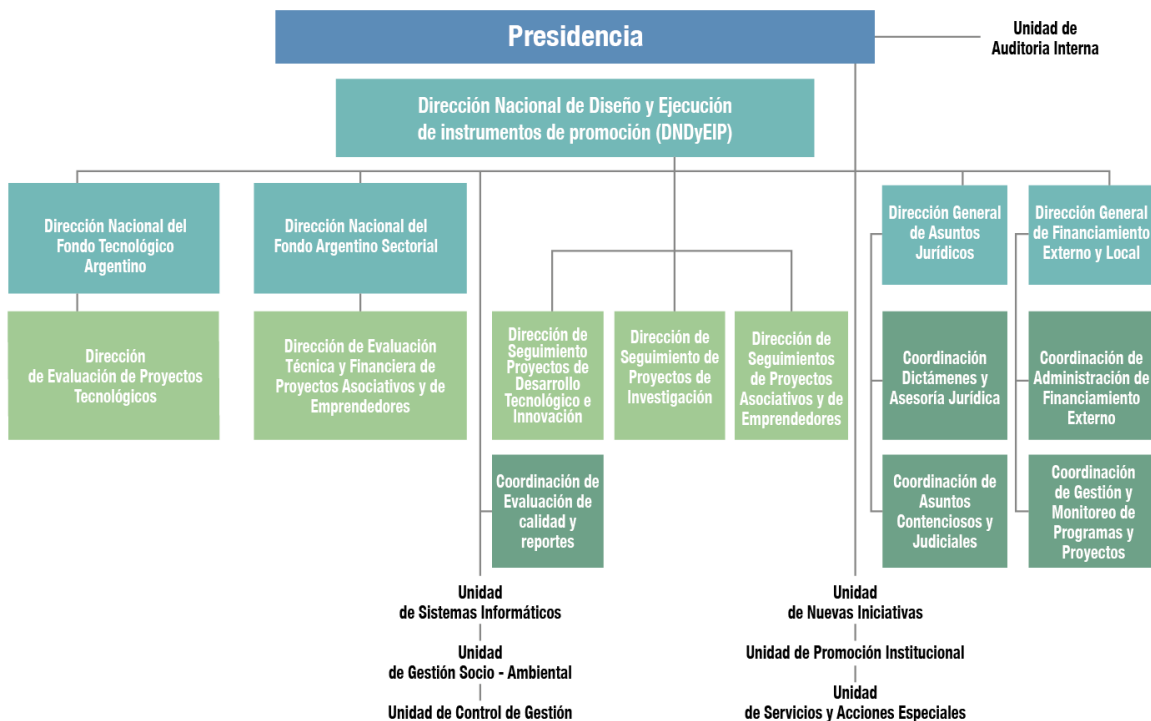 Presidencia
Unidad de
Auditoria Interna
Dirección Nacional de Diseño y Ejecución
de instrumentos de promoción (DNDyEIP)
Dirección Nacional del
Fondo Tecnológico
Argentino
Dirección Nacional del
Fondo Argentino Sectorial
Dirección General
de Asuntos
Jurídicos
Dirección General
de Financiamiento
Externo y Local
Dirección
de Evaluación de Proyectos
Tecnológicos
Dirección de Evaluación
Técnica y Financiera de
Proyectos Asociativos y de
Emprendedores
Dirección de
Seguimiento
Proyectos de
Desarrollo
Tecnológico e
Innovación
Dirección de
Seguimiento de
Proyectos de
Investigación
Dirección de
Seguimientos
de Proyectos
Asociativos y de
Emprendedores
Coordinación
Dictámenes y
Asesoría Jurídica
Coordinación de
Administración de
Financiamiento
Externo
Coordinación de
Evaluación de
calidad y
reportes
Coordinación de
Asuntos
Contenciosos y
Judiciales
Coordinación
de Gestión y
Monitoreo de
Programas y
Proyectos
Unidad
de Sistemas Informáticos
Unidad
de Gestión Socio - Ambiental
Unidad de Control de Gestión
Unidad
de Nuevas Iniciativas
Unidad de Promoción Institucional
Unidad
de Servicios y Acciones Especiales